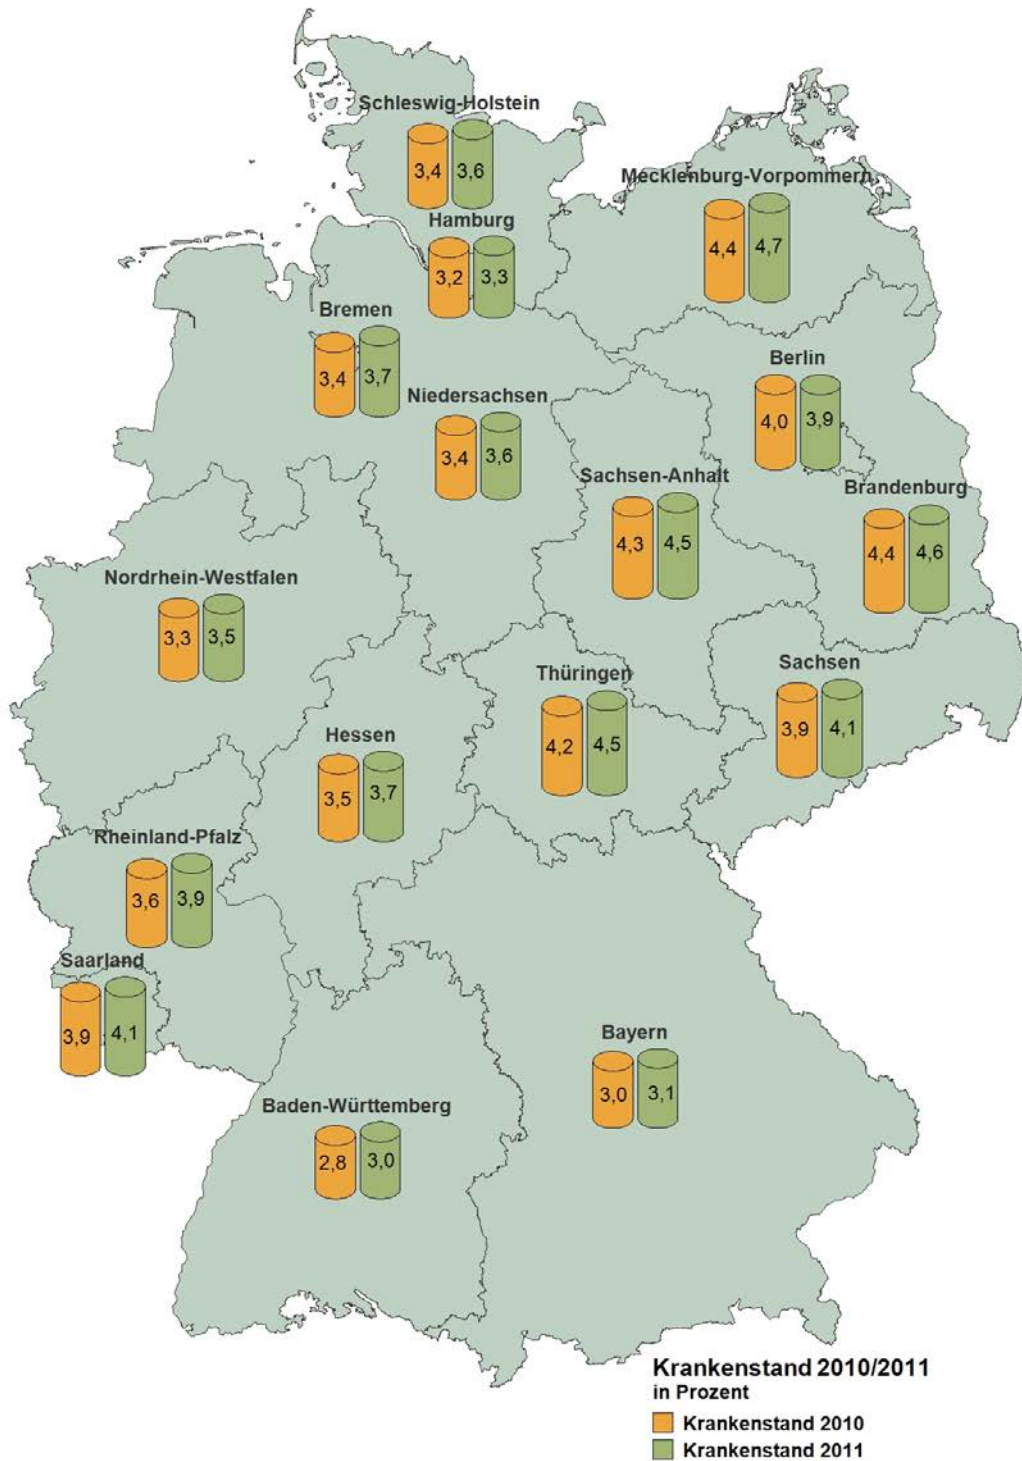 Schleswig-Holstein
3,4 3,6
Mecklenburg-Vorpommern
4,4 4,7
Hamburg
3,2 3,3
Bremen
3,4 3,7
Berlin
4,0 3,9
Niedersachsen
3,4 3,6
Sachsen-Anhalt
4,3 4,5
Brandenburg
4,4 4,6
Nordrhein-Westfalen
3,3 3,5
Thüringen
4,2 4,5
Sachsen
3,9 4,1
Hessen
3,5 3,7
Rheinland-Pfalz
3,6 3,9
Saarland
3,9 4,1
Bayern
3,0 3,1
Baden-Württemberg
2,8 3,0
Krankenstand 2010/2011
in Prozent
Krankenstand 2010
Krankenstand 2011